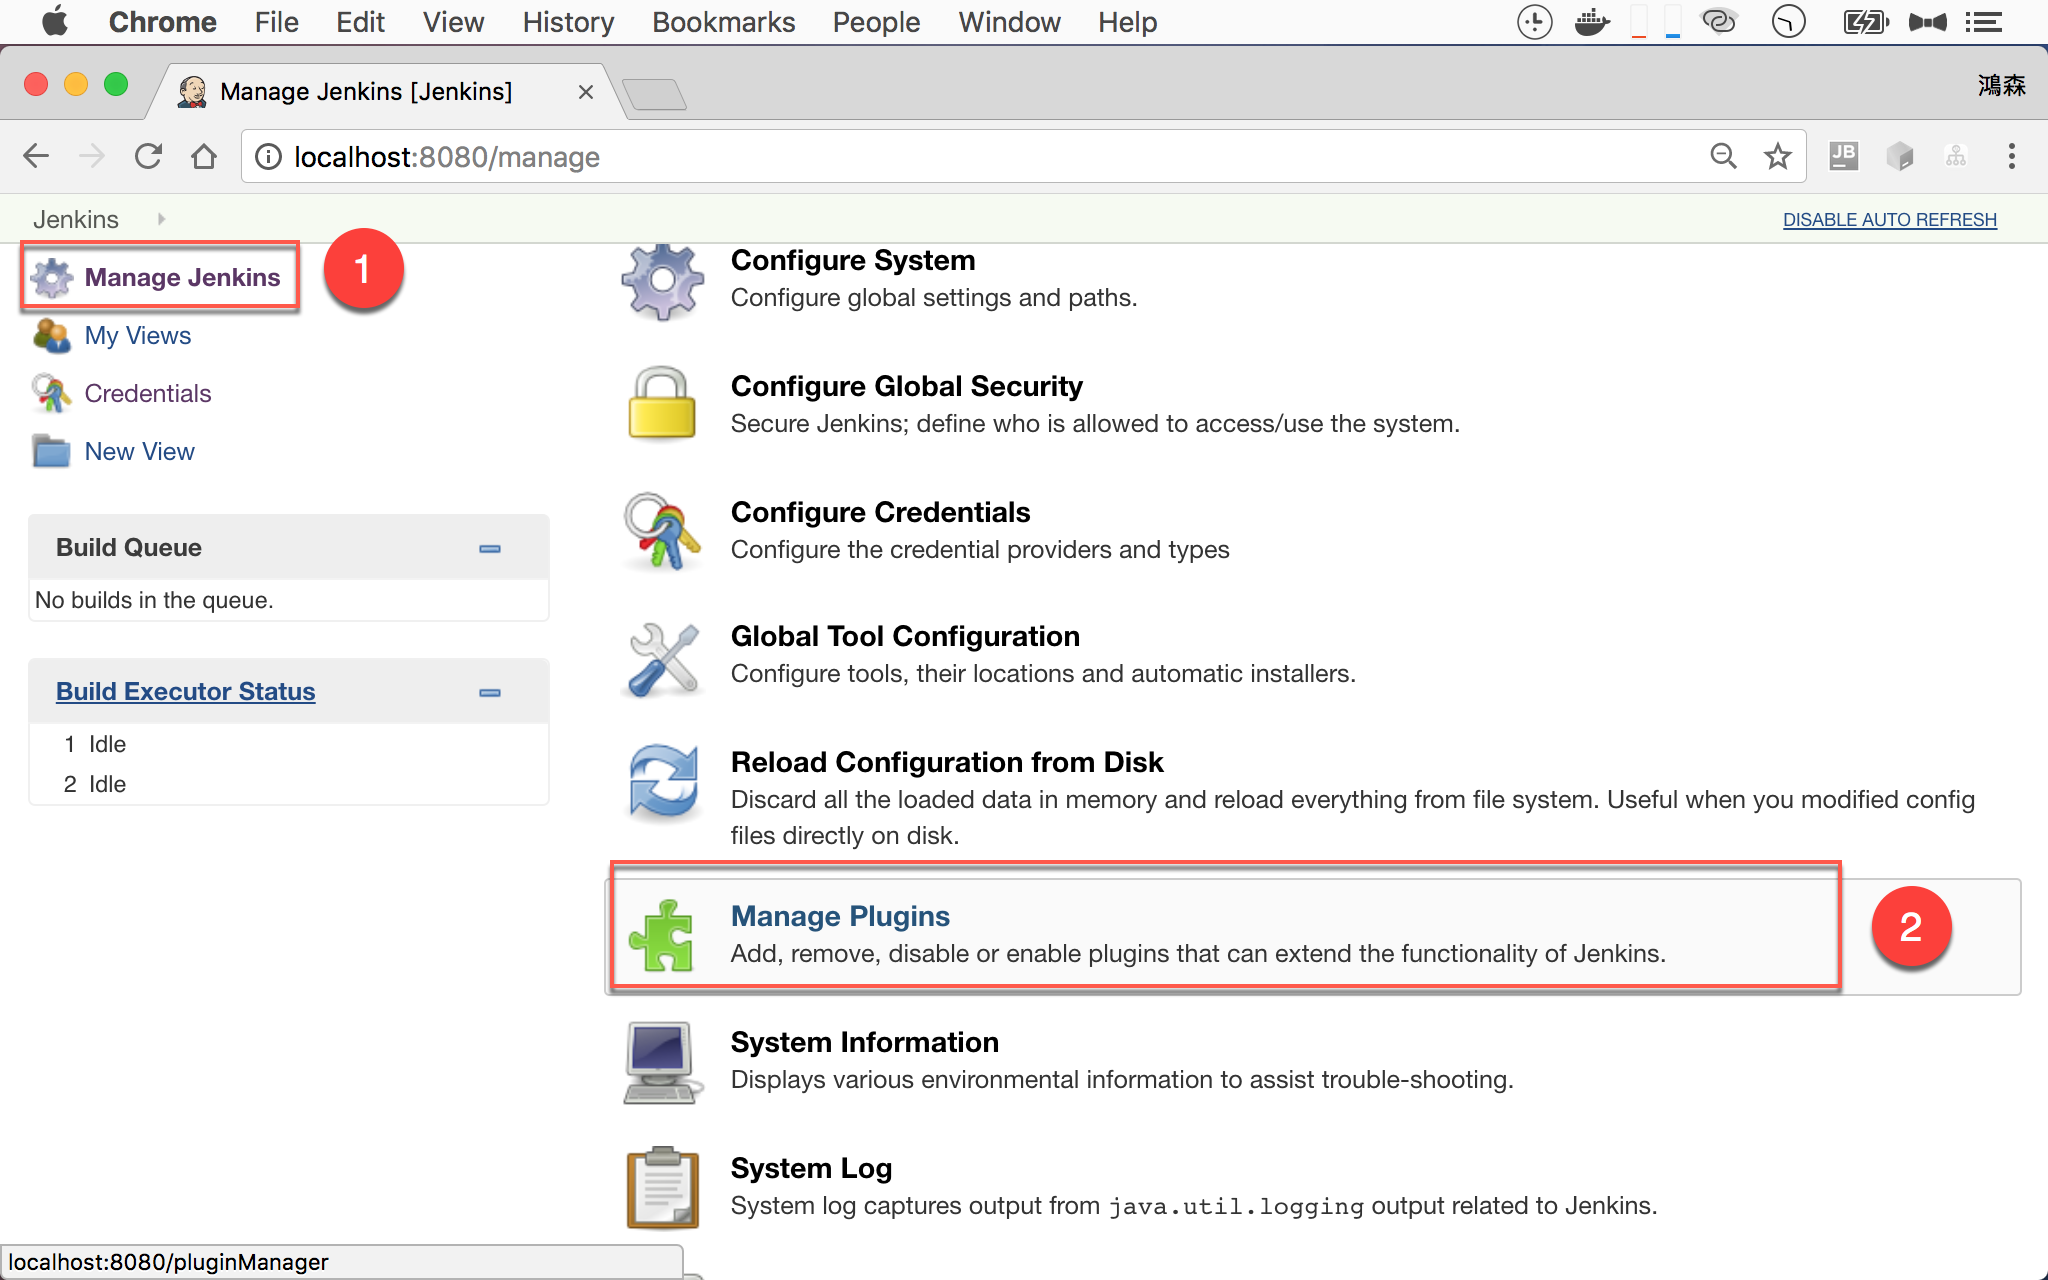 Chrome File Edit View History Bookmarks People Window Help
Manage Jenkins [Jenkins]
鴻森
localhost:8080/manage
JB
Jenkins
DISABLE AUTO REFRESH
Manage Jenkins
1
My Views
Credentials
New View
Build Queue
No builds in the queue.
Build Executor Status
1 Idle
2 Idle
Configure System
Configure global settings and paths.
Configure Global Security
Secure Jenkins; define who is allowed to access/use the system.
Configure Credentials
Configure the credential providers and types
Global Tool Configuration
Configure tools, their locations and automatic installers.
Reload Configuration from Disk
Discard all the loaded data in memory and reload everything from file system. Useful when you modified config
files directly on disk.
Manage Plugins
Add, remove, disable or enable plugins that can extend the functionality of Jenkins.
2
System Information
Displays various environmental information to assist trouble-shooting.
System Log
System log captures output from java.util.logging output related to Jenkins.
localhost:8080/pluginManager